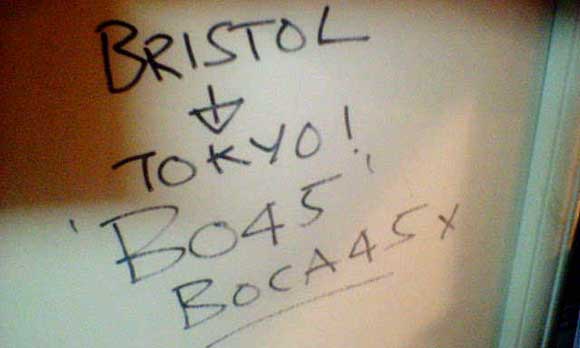 BRISTOL
↓
TOKYO!
'BO45'
BOCA45x